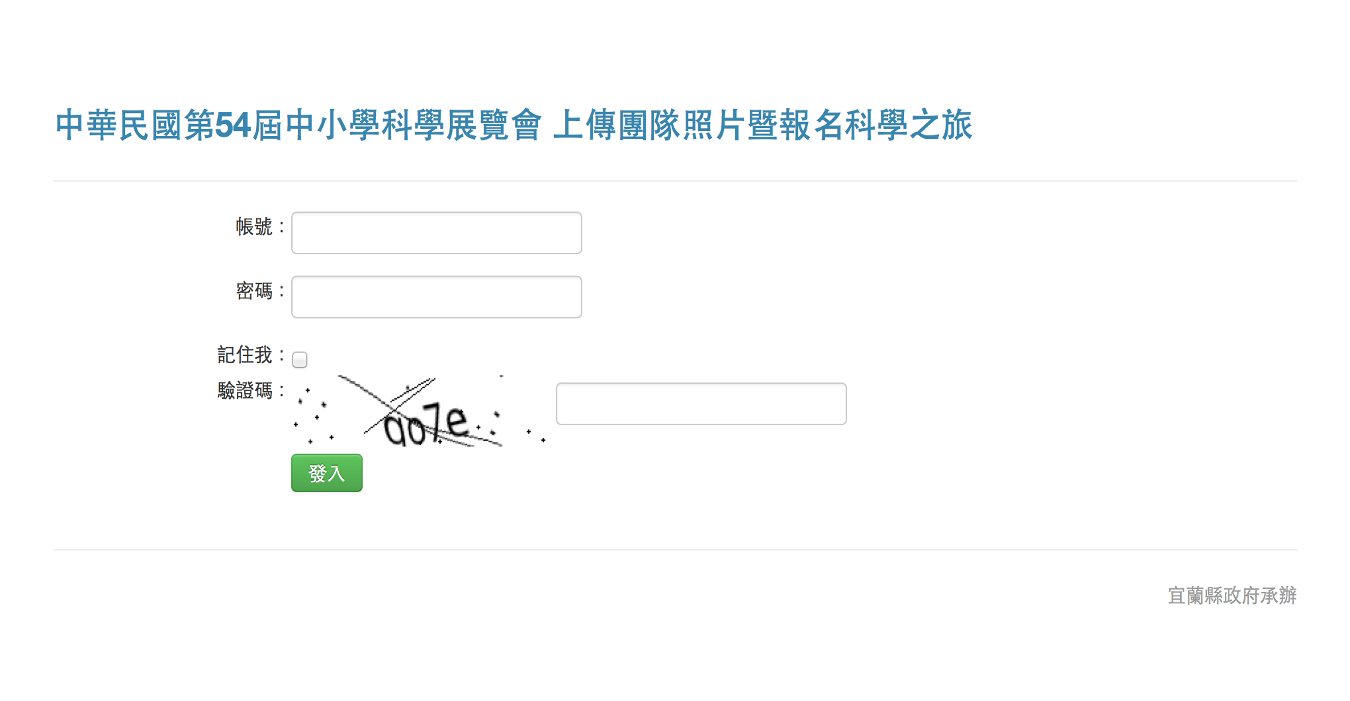 中華民國第54屆中小學科學展覽會 上傳團隊照片暨報名科學之旅
帳號：
密碼：
記住我：
驗證碼：
發入
宜蘭縣政府承辦